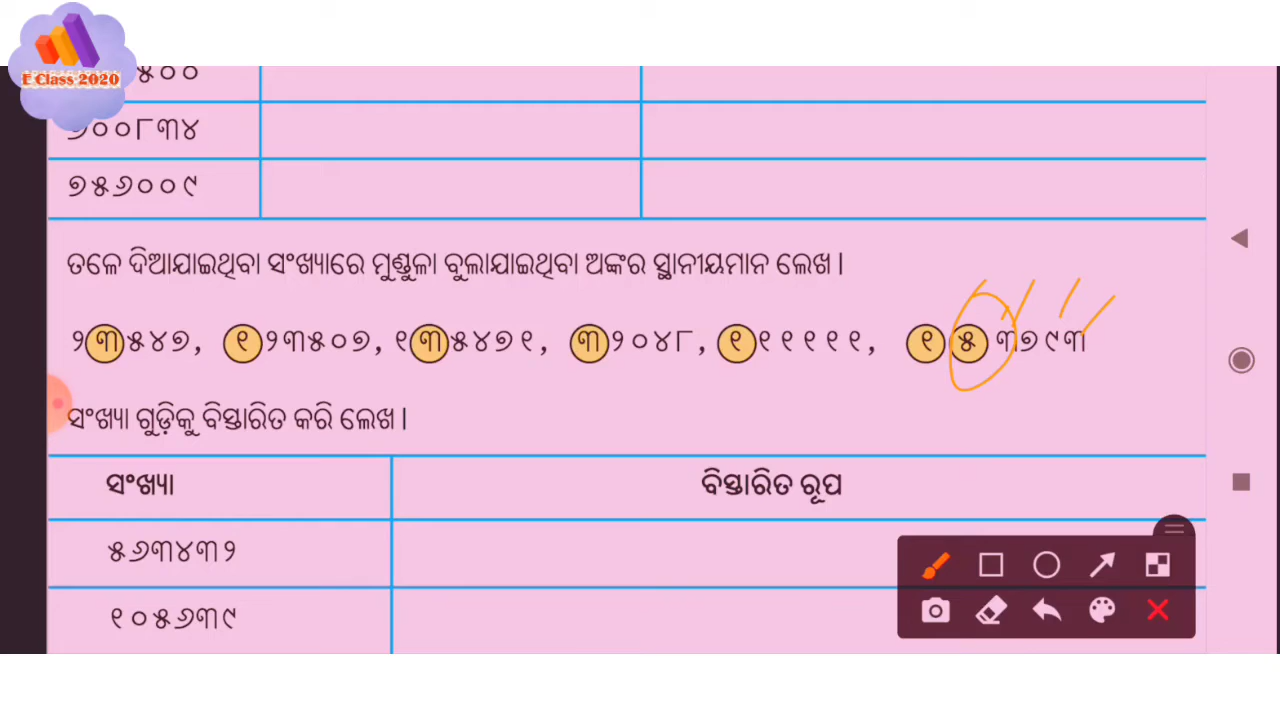 E Class 2020
୫୦୦
୭୦୦୮୩୪
୭୫୬୦୦୯
ତଳେ ଦିଆଯାଇଥିବା ସଂଖ୍ୟାରେ ମୁଣ୍ଡୁଳା ବୁଲାଯାଇଥିବା ଅଙ୍କର ସ୍ଥାନୀୟମାନ ଲେଖ ।
୨୩୫୪୭, ୧୨୩୫୦୭, ୧୩୫୪୭୧, ୩୨୦୪୮, ୧୧୧୧୧୧, ୧୫୩୭୯୩
ସଂଖ୍ୟା ଗୁଡ଼ିକୁ ବିସ୍ତାରିତ କରି ଲେଖ ।
ସଂଖ୍ୟା ବିସ୍ତାରିତ ରୂପ
୫୬୩୪୩୨
୧୦୫୬୩୯